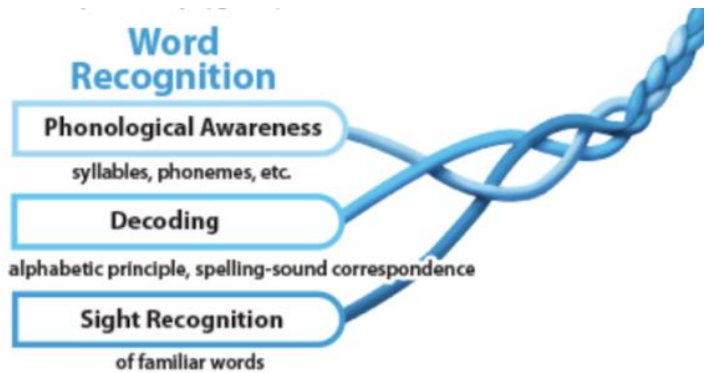 Word
Recognition
Phonological Awareness
syllables, phonemes, etc.
Decoding
alphabetic principle, spelling-sound correspondence
Sight Recognition
of familiar words